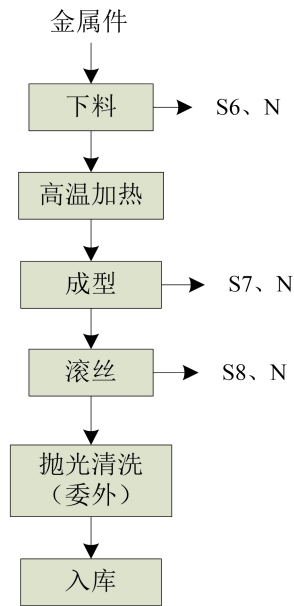 金属件
下料
S6、N
高温加热
成型
S7、N
滚丝
S8、N
抛光清洗
（委外）
入库